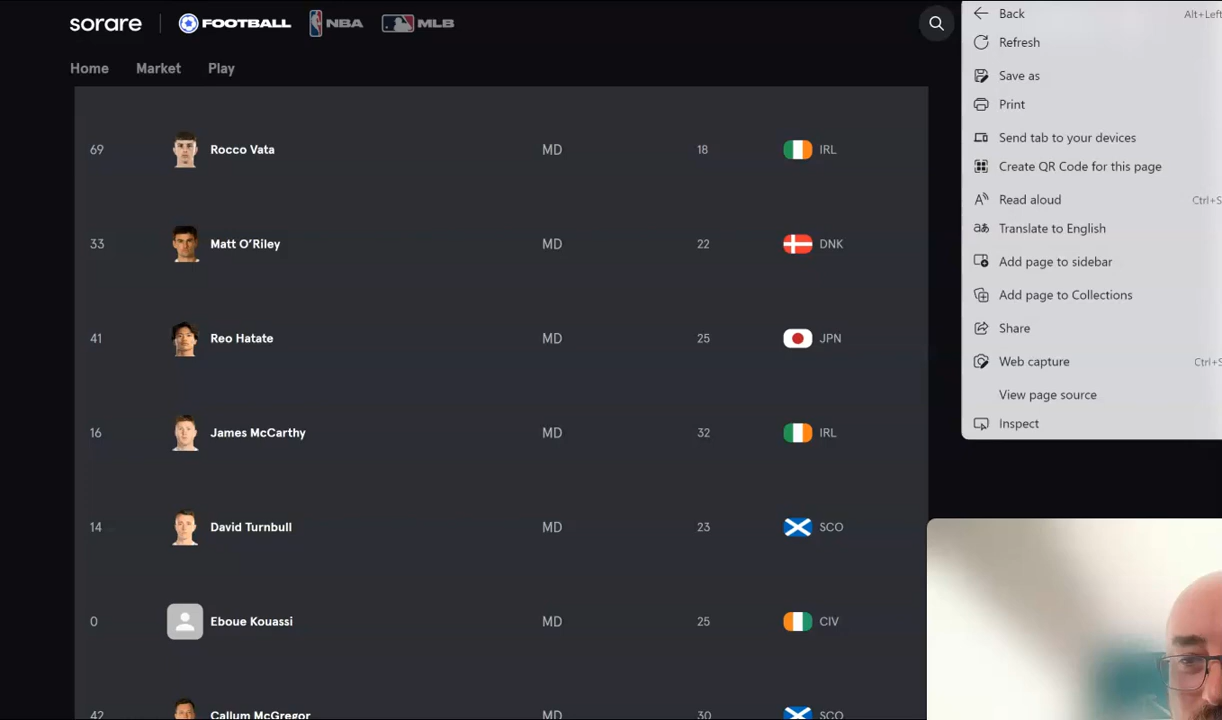 sorare FOOTBALL NBA MLB
Home Market Play
69 Rocco Vata MD 18 IRL
33 Matt O'Riley MD 22 DNK
41 Reo Hatate MD 25 JPN
16 James McCarthy MD 32 IRL
14 David Turnbull MD 23 SCO
0 Eboue Kouassi MD 25 CIV
42 Callum McGregor MD 30 SCO
Back Alt+Left
Refresh
Save as
Print
Send tab to your devices
Create QR Code for this page
Read aloud Ctrl+S
Translate to English
Add page to sidebar
Add page to Collections
Share
Web capture Ctrl+S
View page source
Inspect